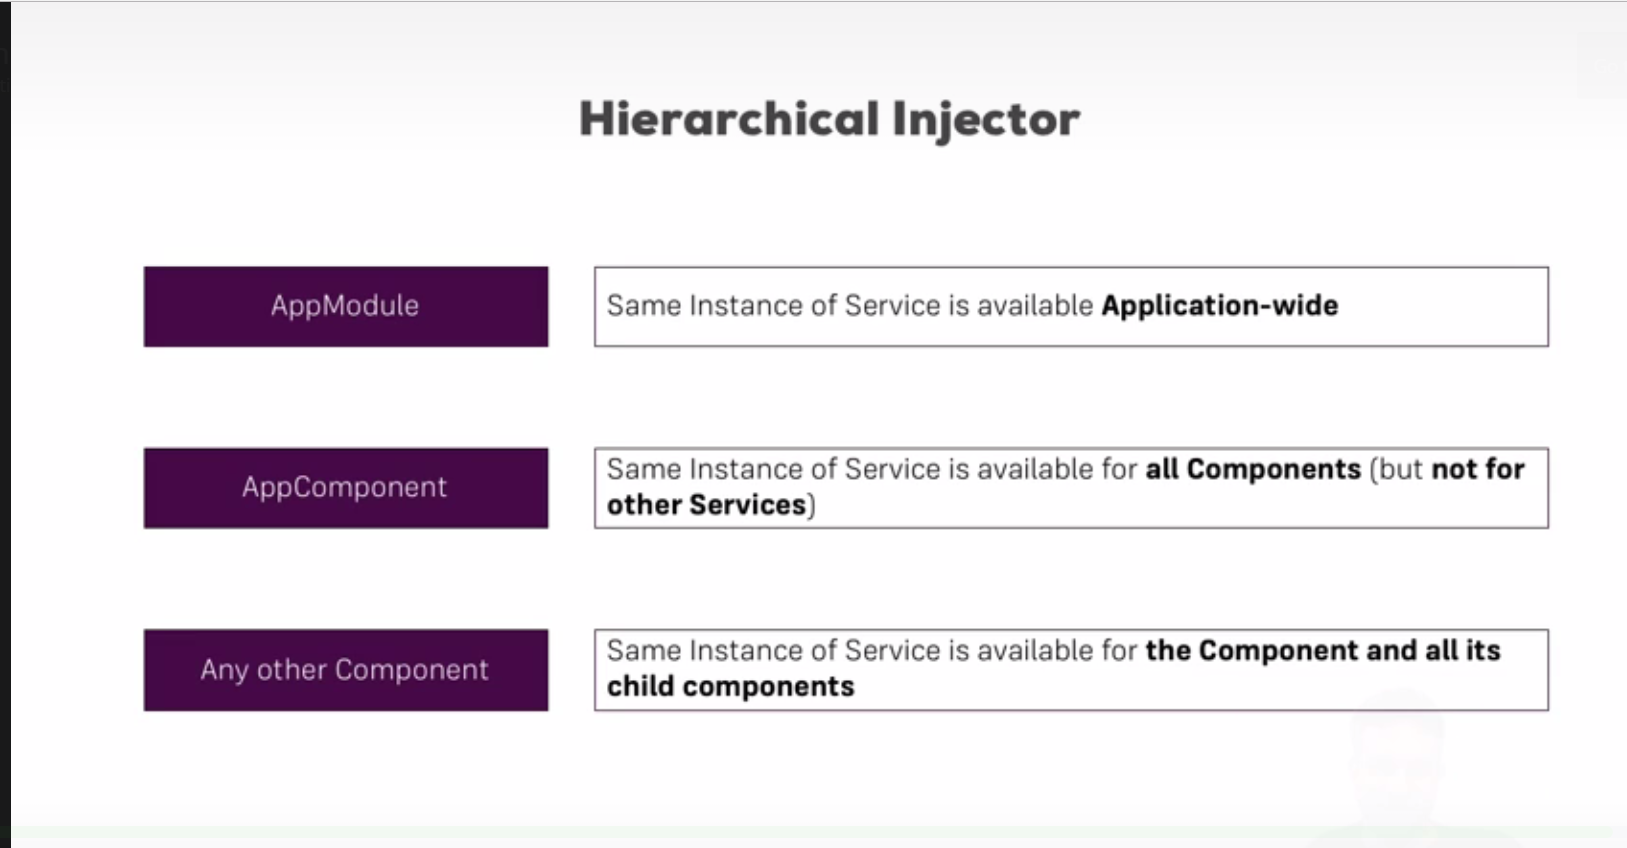 Hierarchical Injector
AppModule
Same Instance of Service is available Application-wide
AppComponent
Same Instance of Service is available for all Components (but not for
other Services)
Any other Component
Same Instance of Service is available for the Component and all its
child components